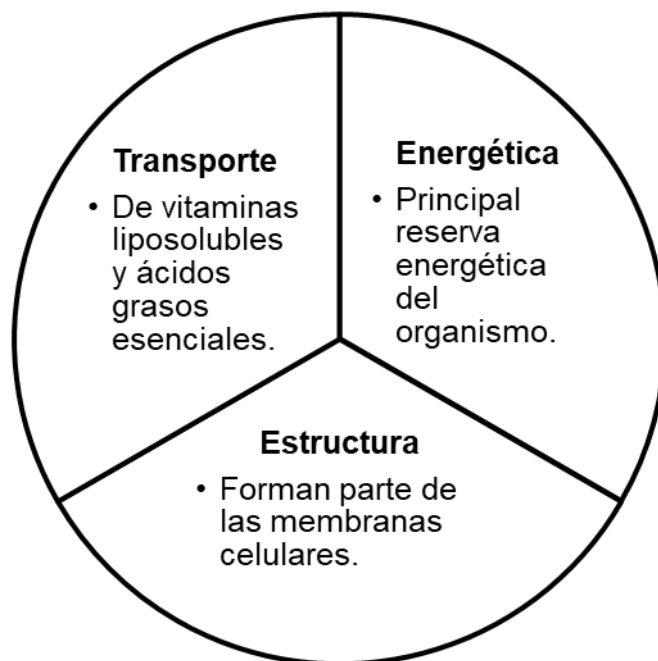 Transporte
• De vitaminas
liposolubles
y ácidos
grasos
esenciales.
Energética
• Principal
reserva
energética
del
organismo.
Estructura
• Forman parte de
las membranas
celulares.